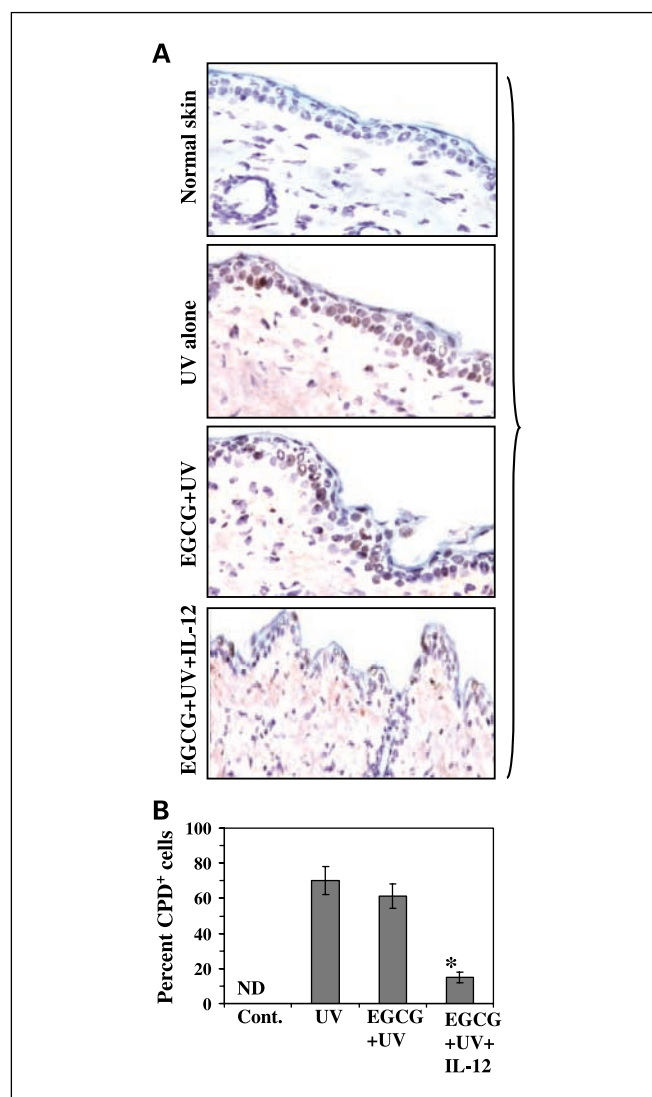 A
Normal skin
UV alone
EGCG+UV
EGCG+UV+IL-12
B
Percent CPD+ cells
100
80
60
40
20
0
ND
*
Cont.
UV
EGCG
+UV
EGCG
+UV+
IL-12